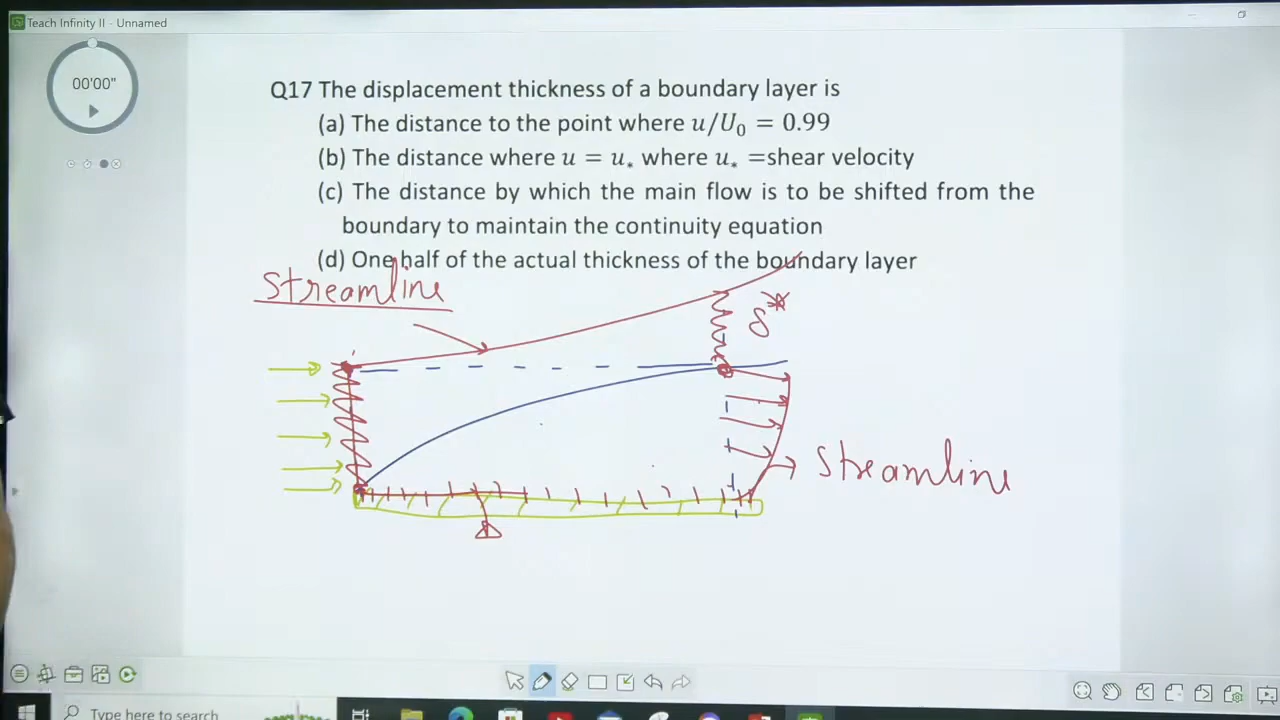 Teach Infinity II - Unnamed
00'00"
Q17 The displacement thickness of a boundary layer is
(a) The distance to the point where u/U₀ = 0.99
(b) The distance where u = u* where u* =shear velocity
(c) The distance by which the main flow is to be shifted from the
boundary to maintain the continuity equation
(d) One half of the actual thickness of the boundary layer
Streamline
δ*
Streamline
Type here to search